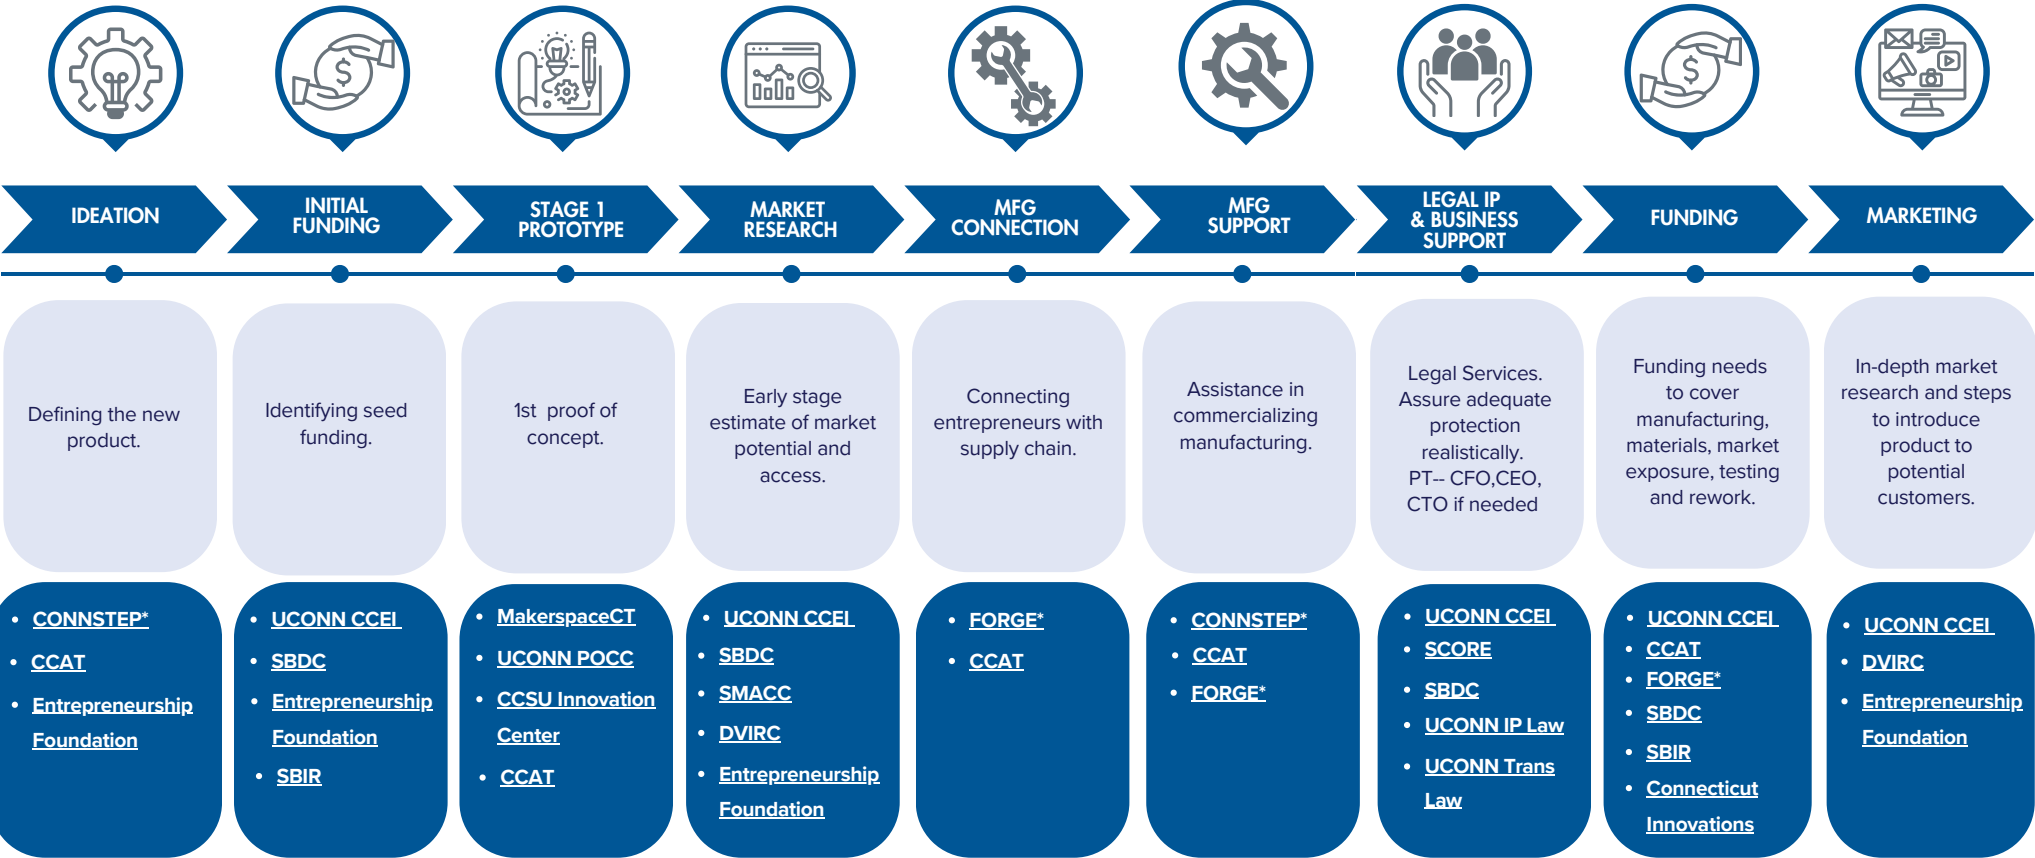 IDEATION
INITIAL
FUNDING
STAGE 1
PROTOTYPE
MARKET
RESEARCH
MFG
CONNECTION
MFG
SUPPORT
LEGAL IP
& BUSINESS
SUPPORT
FUNDING
MARKETING
Defining the new
product.
Identifying seed
funding.
1st proof of
concept.
Early stage
estimate of market
potential and
access.
Connecting
entrepreneurs with
supply chain.
Assistance in
commercializing
manufacturing.
Legal Services.
Assure adequate
protection
realistically.
PT-- CFO,CEO,
CTO if needed
Funding needs
to cover
manufacturing,
materials, market
exposure, testing
and rework.
In-depth market
research and steps
to introduce
product to
potential
customers.
• CONNSTEP*
• CCAT
• Entrepreneurship
Foundation
• UCONN CCEI
• SBDC
• Entrepreneurship
Foundation
• SBIR
• MakerspaceCT
• UCONN POCC
• CCSU Innovation
Center
• CCAT
• UCONN CCEI
• SBDC
• SMACC
• DVIRC
• Entrepreneurship
Foundation
• FORGE*
• CCAT
• CONNSTEP*
• CCAT
• FORGE*
• UCONN CCEI
• SCORE
• SBDC
• UCONN IP Law
• UCONN Trans
Law
• UCONN CCEI
• CCAT
• FORGE*
• SBDC
• SBIR
• Connecticut
Innovations
• UCONN CCEI
• DVIRC
• Entrepreneurship
Foundation